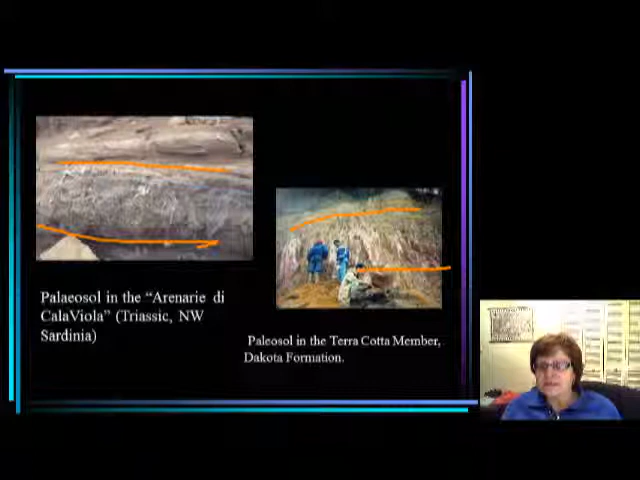 Palaeosol in the "Arenarie di
CalaViola" (Triassic, NW
Sardinia)
Paleosol in the Terra Cotta Member,
Dakota Formation.